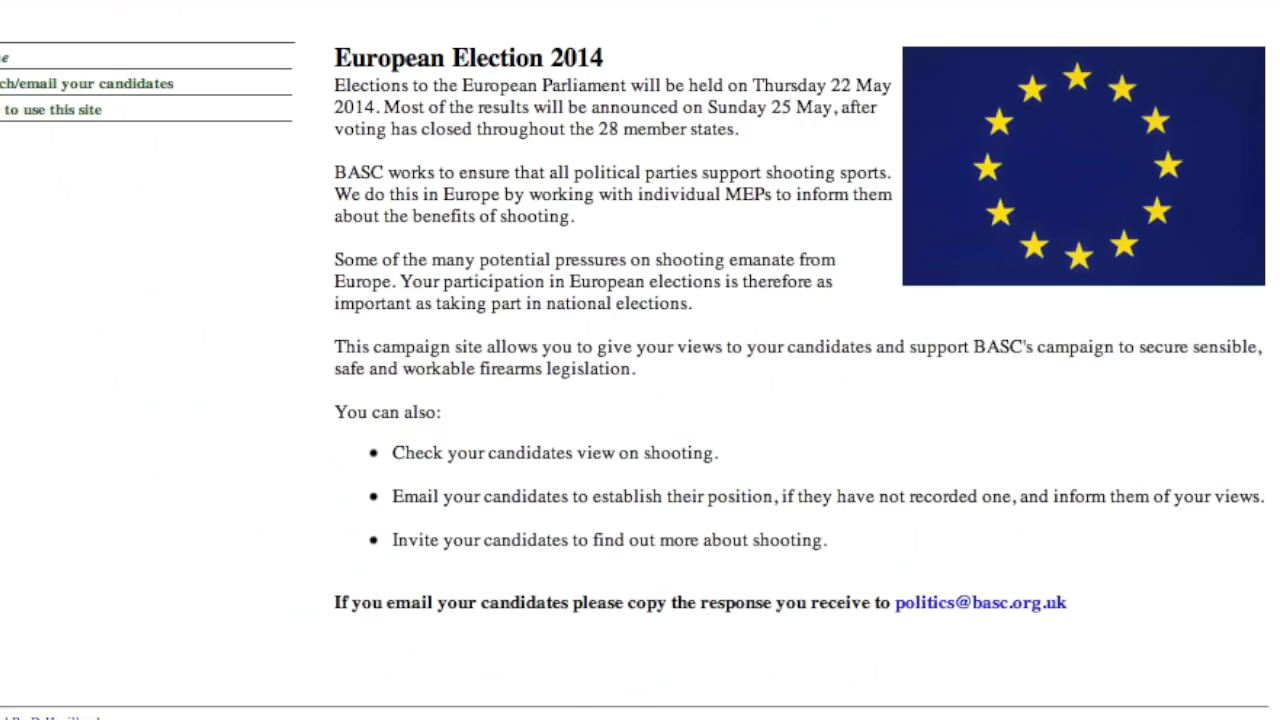 European Election 2014
Elections to the European Parliament will be held on Thursday 22 May
2014. Most of the results will be announced on Sunday 25 May, after
voting has closed throughout the 28 member states.
BASC works to ensure that all political parties support shooting sports.
We do this in Europe by working with individual MEPs to inform them
about the benefits of shooting.
Some of the many potential pressures on shooting emanate from
Europe. Your participation in European elections is therefore as
important as taking part in national elections.
This campaign site allows you to give your views to your candidates and support BASC's campaign to secure sensible,
safe and workable firearms legislation.
You can also:
• Check your candidates view on shooting.
• Email your candidates to establish their position, if they have not recorded one, and inform them of your views.
• Invite your candidates to find out more about shooting.
If you email your candidates please copy the response you receive to politics@basc.org.uk
ch/email your candidates
to use this site